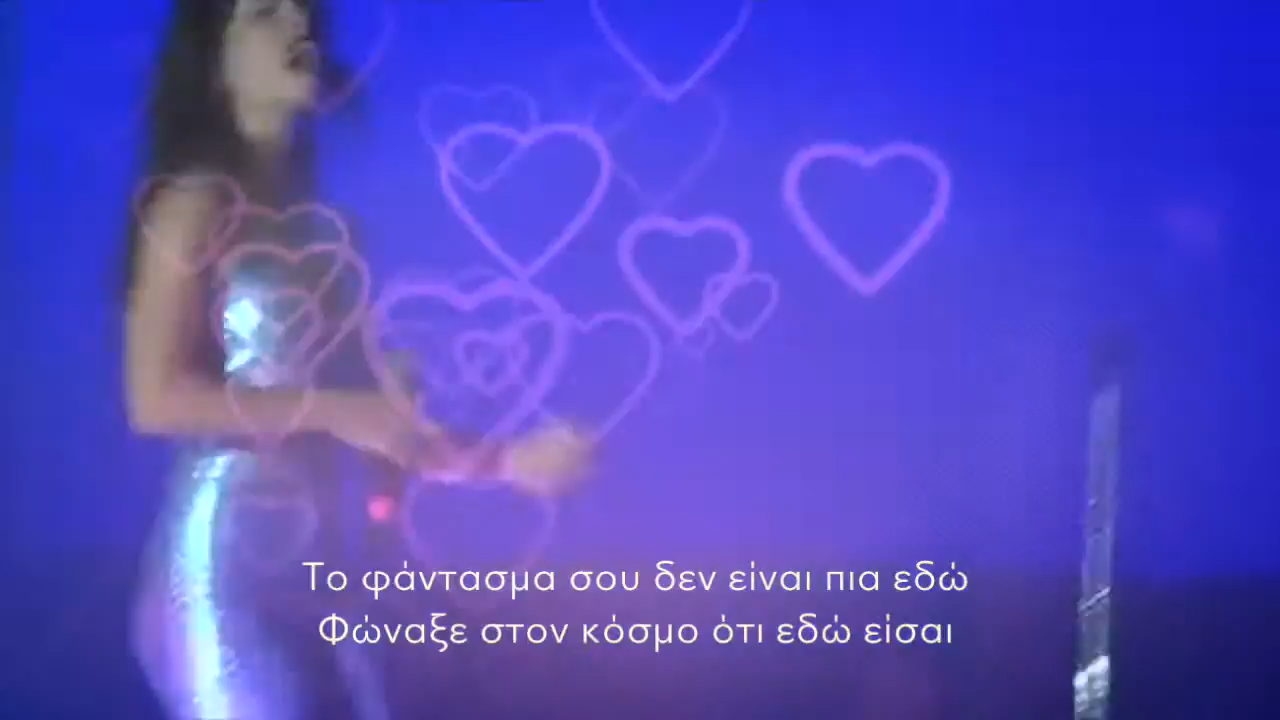 Το φάντασμα σου δεν είναι πια εδώ
Φώναξε στον κόσμο ότι εδώ είσαι